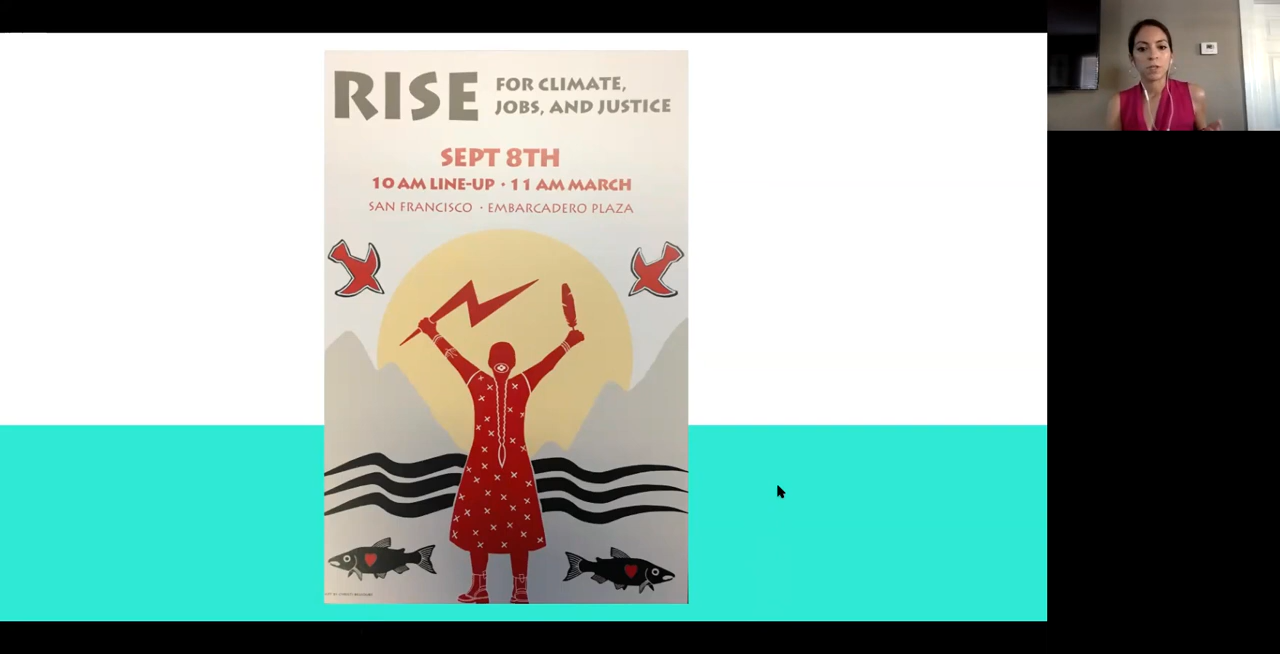 RISE FOR CLIMATE,
JOBS, AND JUSTICE
SEPT 8TH
10 AM LINE-UP · 11 AM MARCH
SAN FRANCISCO · EMBARCADERO PLAZA